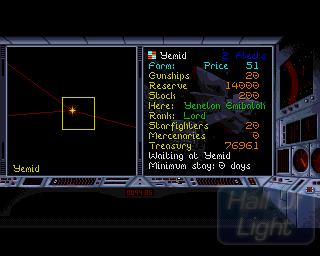 Yemid 2 Fleets
Farm: Price 51
Gunships 20
Reserve 14000
Stock 200
Here: Yenelon Embaloh
Rank: Lord
Starfighters 20
Mercenaries 0
Treasury 76961
Waiting at Yemid
Minimum stay: 0 days
Yemid
Hall
Light